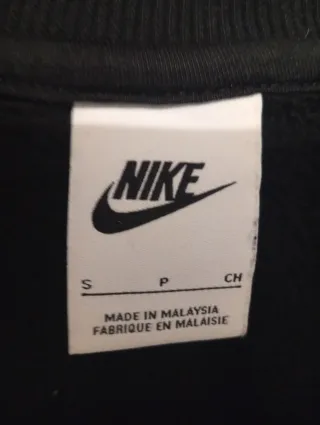 NIKE
S P CH
MADE IN MALAYSIA
FABRIQUE EN MALAISIE